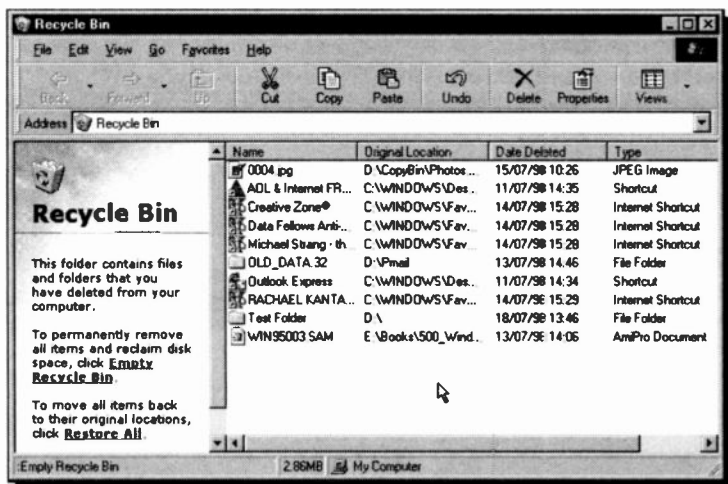 Recycle Bin
File Edit View Go Favorites Help
Back Forward Up Cut Copy Paste Undo Delete Properties Views
Address Recycle Bin
Name Original Location Date Deleted Type
0004.jpg D:\CopyBin\Photos... 15/07/98 10:26 JPEG Image
AOL & Internet FR... C:\WINDOWS\Des... 11/07/98 14:35 Shortcut
Creative Zone® C:\WINDOWS\Fav... 14/07/98 15:28 Internet Shortcut
Data Fellows Anti-... C:\WINDOWS\Fav... 14/07/98 15:28 Internet Shortcut
Michael Strang - th... C:\WINDOWS\Fav... 14/07/98 15:28 Internet Shortcut
OLD_DATA.32 D:\Pmail 13/07/98 14:46 File Folder
Outlook Express C:\WINDOWS\Des... 11/07/98 14:34 Shortcut
RACHAEL KANTA... C:\WINDOWS\Fav... 14/07/98 15:29 Internet Shortcut
Test Folder D:\ 18/07/98 13:46 File Folder
WIN95003.SAM E:\Books\500_Wind... 13/07/98 14:06 AmiPro Document
Recycle Bin
This folder contains files
and folders that you
have deleted from your
computer.
To permanently remove
all items and reclaim disk
space, click Empty
Recycle Bin.
To move all items back
to their original locations,
click Restore All.
:Empty Recycle Bin 2.86MB My Computer